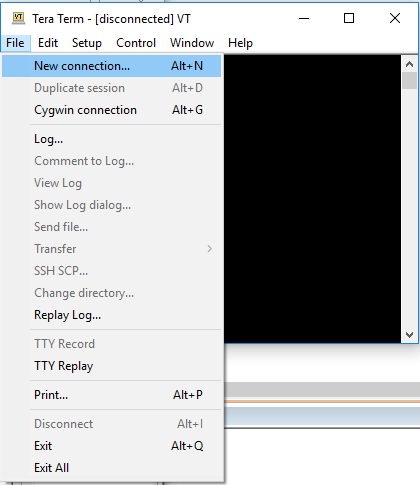 Tera Term - [disconnected] VT
File Edit Setup Control Window Help
New connection... Alt+N
Duplicate session Alt+D
Cygwin connection Alt+G
Log...
Comment to Log...
View Log
Show Log dialog...
Send file...
Transfer
SSH SCP...
Change directory...
Replay Log...
TTY Record
TTY Replay
Print... Alt+P
Disconnect Alt+I
Exit Alt+Q
Exit All